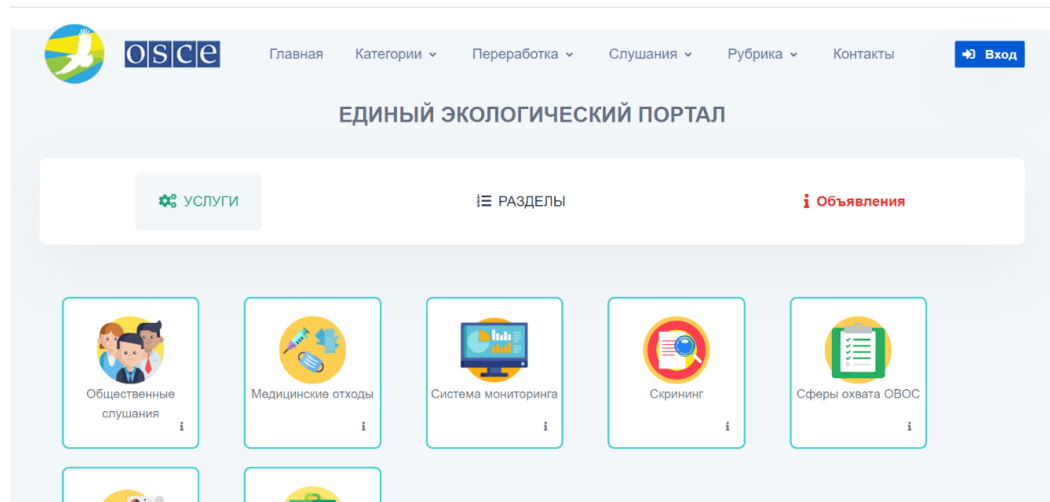 OSCE
Главная Категории Переработка Слушания Рубрика Контакты Вход
ЕДИНЫЙ ЭКОЛОГИЧЕСКИЙ ПОРТАЛ
УСЛУГИ РАЗДЕЛЫ Объявления
Общественные
слушания
Медицинские отходы
Система мониторинга
Скрининг
Сферы охвата ОВОС